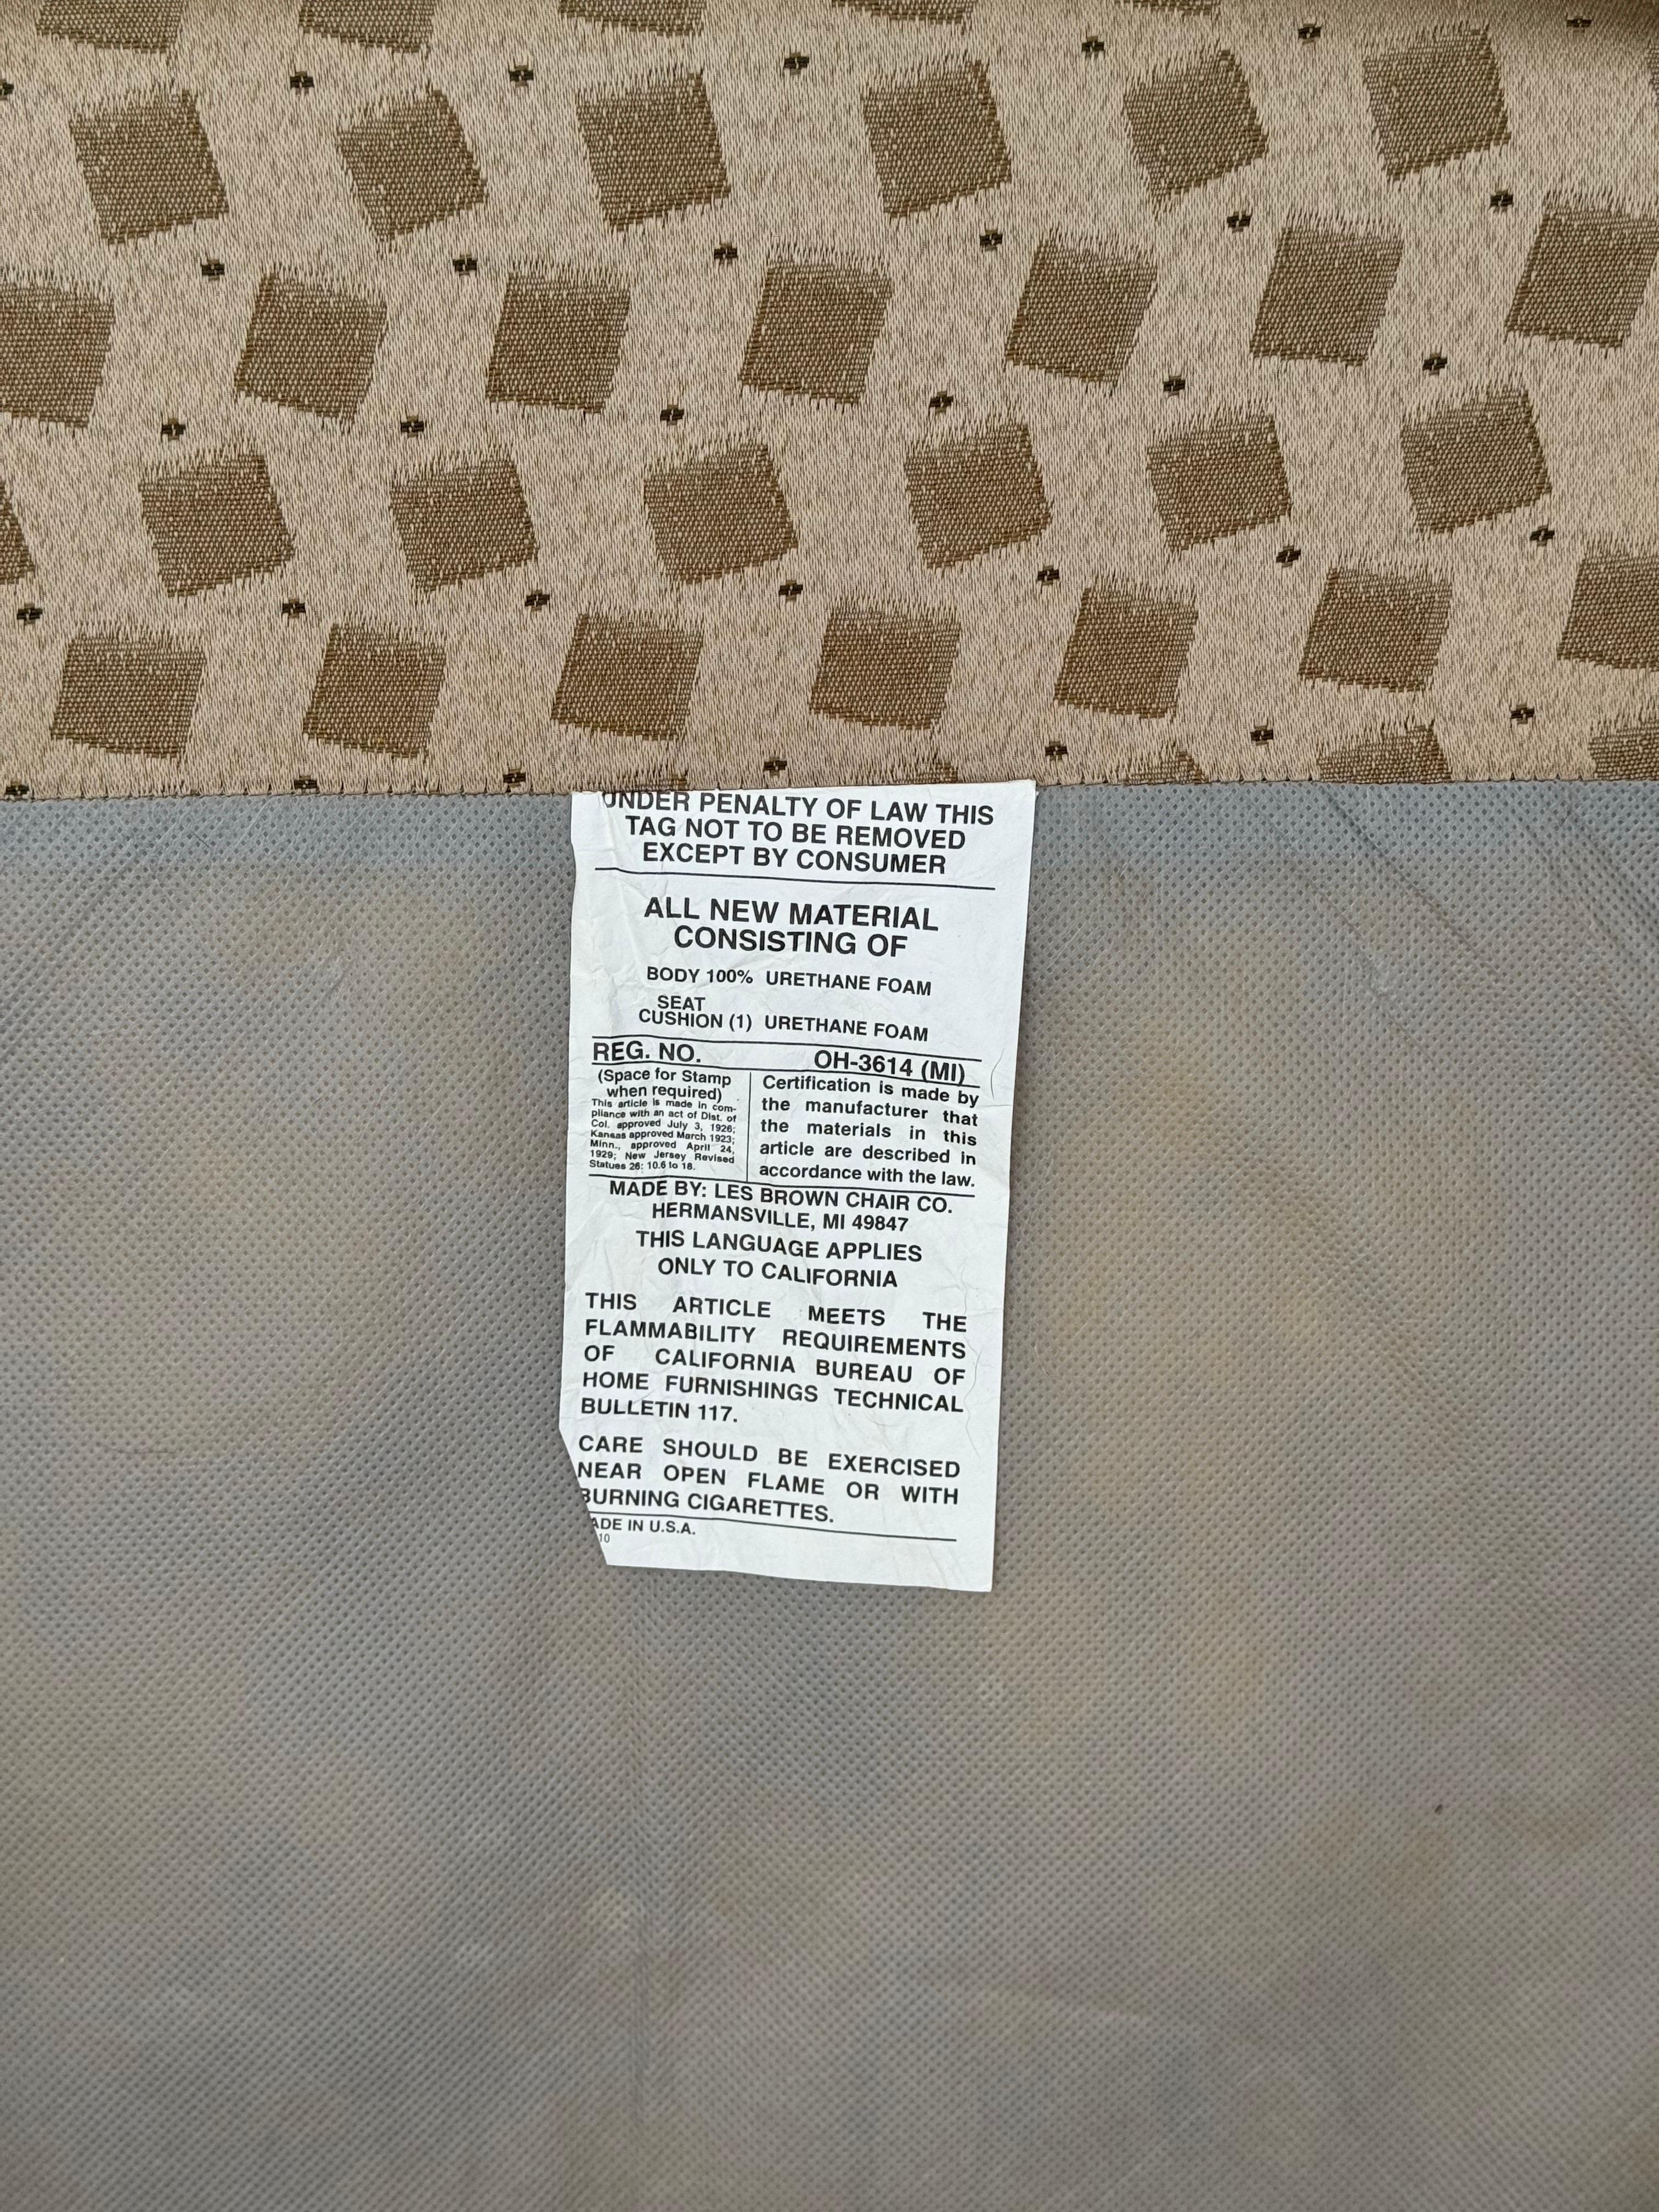 UNDER PENALTY OF LAW THIS
TAG NOT TO BE REMOVED
EXCEPT BY CONSUMER
ALL NEW MATERIAL
CONSISTING OF
BODY 100% URETHANE FOAM
SEAT
CUSHION (1) URETHANE FOAM
REG. NO. OH-3614 (MI)
(Space for Stamp
when required)
This article is made in com-
pliance with an act of Dist. of
Col. approved July 3, 1926;
Kansas approved March 1923;
Minn., approved April 24,
1929; New Jersey Revised
Statues 26: 10.6 to 18.
Certification is made by
the manufacturer that
the materials in this
article are described in
accordance with the law.
MADE BY: LES BROWN CHAIR CO.
HERMANSVILLE, MI 49847
THIS LANGUAGE APPLIES
ONLY TO CALIFORNIA
THIS ARTICLE MEETS THE
FLAMMABILITY REQUIREMENTS
OF CALIFORNIA BUREAU OF
HOME FURNISHINGS TECHNICAL
BULLETIN 117.
CARE SHOULD BE EXERCISED
NEAR OPEN FLAME OR WITH
BURNING CIGARETTES.
ADE IN U.S.A.
10